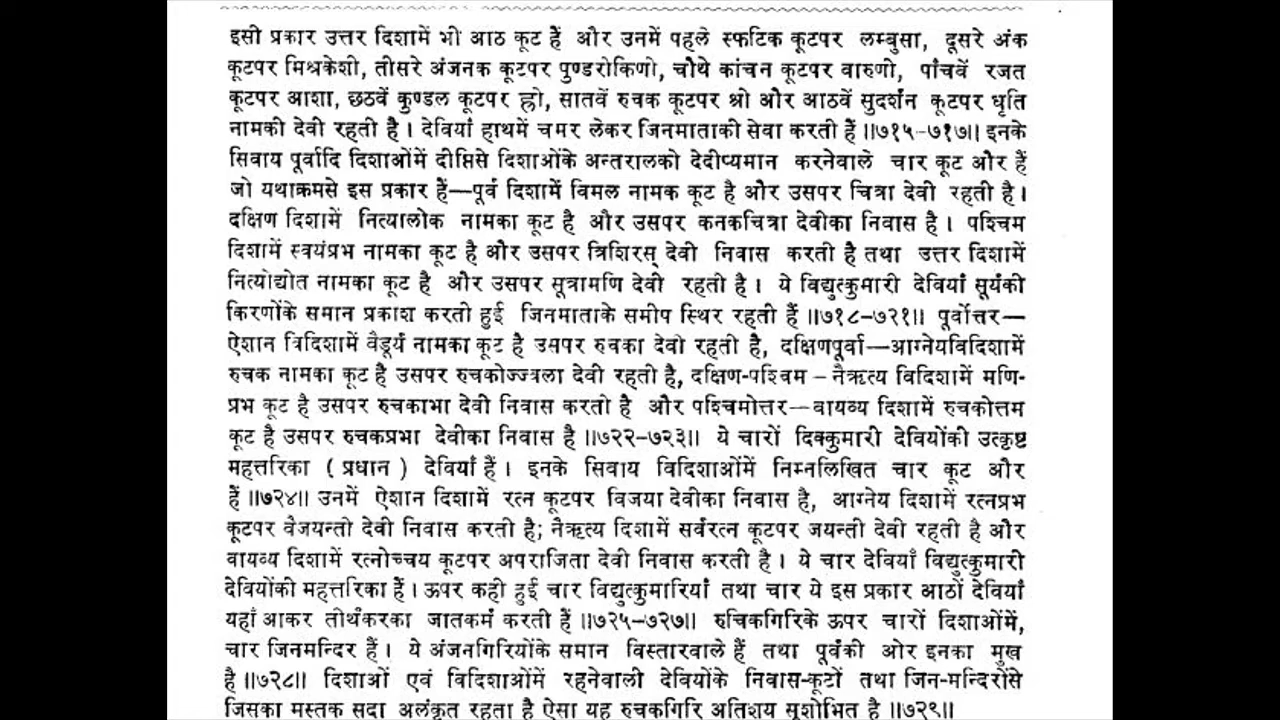 इसी प्रकार उत्तर दिशामें भी आठ कूट हैं और उनमें पहले स्फटिक कूटपर लम्बुसा, दूसरे अंक
कूटपर मिश्रकेशी, तीसरे अंजनक कूटपर पुण्डरोकिणो, चौथे कांचन कूटपर वारुणो, पांचवें रजत
कूटपर आशा, छठवें कुण्डल कूटपर ह्रो, सातवें रुचक कूटपर श्रो और आठवें सुदर्शन कूटपर धृति
नामकी देवी रहती है । देवियां हाथमें चमर लेकर जिनमाताकी सेवा करती हैं ॥७१५-७१७॥ इनके
सिवाय पूर्वादि दिशाओंमें दीप्तिसे दिशाओंके अन्तरालको देदीप्यमान करनेवाले चार कूट और हैं
जो यथाक्रमसे इस प्रकार हैं—पूर्व दिशामें विमल नामक कूट है और उसपर चित्रा देवी रहती है ।
दक्षिण दिशामें नित्यालोक नामका कूट है और उसपर कनकचित्रा देवीका निवास है । पश्चिम
दिशामें स्वयंप्रभ नामका कूट है और उसपर त्रिशिरस् देवी निवास करती है तथा उत्तर दिशामें
नित्योद्योत नामका कूट है और उसपर सूत्रामणि देवी रहती है । ये विद्युत्कुमारी देवियां सूर्यकी
किरणोंके समान प्रकाश करती हुई जिनमाताके समीप स्थिर रहती हैं ॥७१८-७२१॥ पूर्वोत्तर—
ऐशान त्रिदिशामें वैडूर्य नामका कूट है उसपर रुचका देवो रहती है, दक्षिणपूर्वा—आग्नेयविदिशामें
रुचक नामका कूट है उसपर रुचकोज्ज्वला देवी रहती है, दक्षिण-पश्चिम – नैऋत्य विदिशामें मणि-
प्रभ कूट है उसपर रुचकाभा देवी निवास करतो है और पश्चिमोत्तर—वायव्य दिशामें रुचकोत्तम
कूट है उसपर रुचकप्रभा देवीका निवास है ॥७२२-७२३॥ ये चारों दिक्कुमारी देवियोंकी उत्कृष्ट
महत्तरिका ( प्रधान ) देवियाँ हैं । इनके सिवाय विदिशाओंमें निम्नलिखित चार कूट और
हैं ॥७२४॥ उनमें ऐशान दिशामें रत्न कूटपर विजया देवीका निवास है, आग्नेय दिशामें रत्नप्रभ
कूटपर वैजयन्तो देवी निवास करती है; नैऋत्य दिशामें सर्वरत्न कूटपर जयन्ती देवी रहती है और
वायव्य दिशामें रत्नोच्चय कूटपर अपराजिता देवी निवास करती है । ये चार देवियाँ विद्युत्कुमारी
देवियोंकी महत्तरिका हैं । ऊपर कही हुई चार विद्युत्कुमारियां तथा चार ये इस प्रकार आठों देवियां
यहाँ आकर तीर्थंकरका जातकर्म करती हैं ॥७२५-७२७॥ रुचिकगिरिके ऊपर चारों दिशाओंमें,
चार जिनमन्दिर हैं । ये अंजनगिरियोंके समान विस्तारवाले हैं तथा पूर्वकी ओर इनका मुख
है ॥७२८॥ दिशाओं एवं विदिशाओंमें रहनेवाली देवियोंके निवास-कूटों तथा जिन-मन्दिरोंसे
जिसका मस्तक सदा अलंकृत रहता है ऐसा यह रुचकगिरि अतिशय सुशोभित है ॥७२९॥